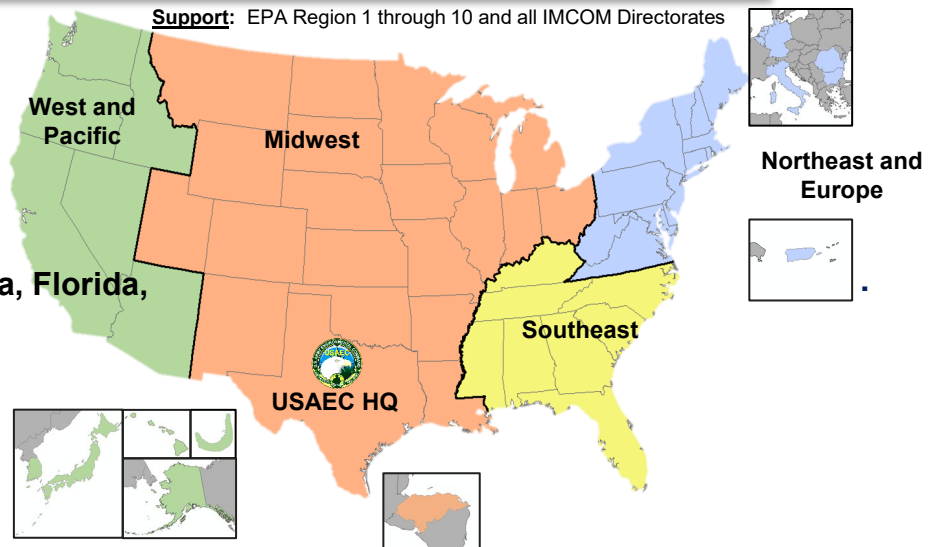 Support: EPA Region 1 through 10 and all IMCOM Directorates
West and
Pacific
Midwest
Northeast and
Europe
a, Florida,
.
Southeast
USAEC
USAEC HQ